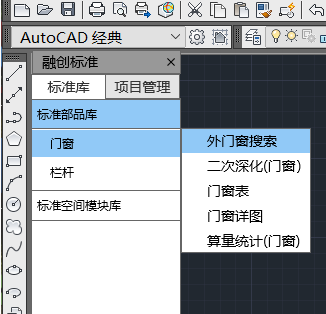 AutoCAD 经典
融创标准
标准库 项目管理
标准部品库
门窗
栏杆
标准空间模块库
外门窗搜索
二次深化(门窗)
门窗表
门窗详图
算量统计(门窗)